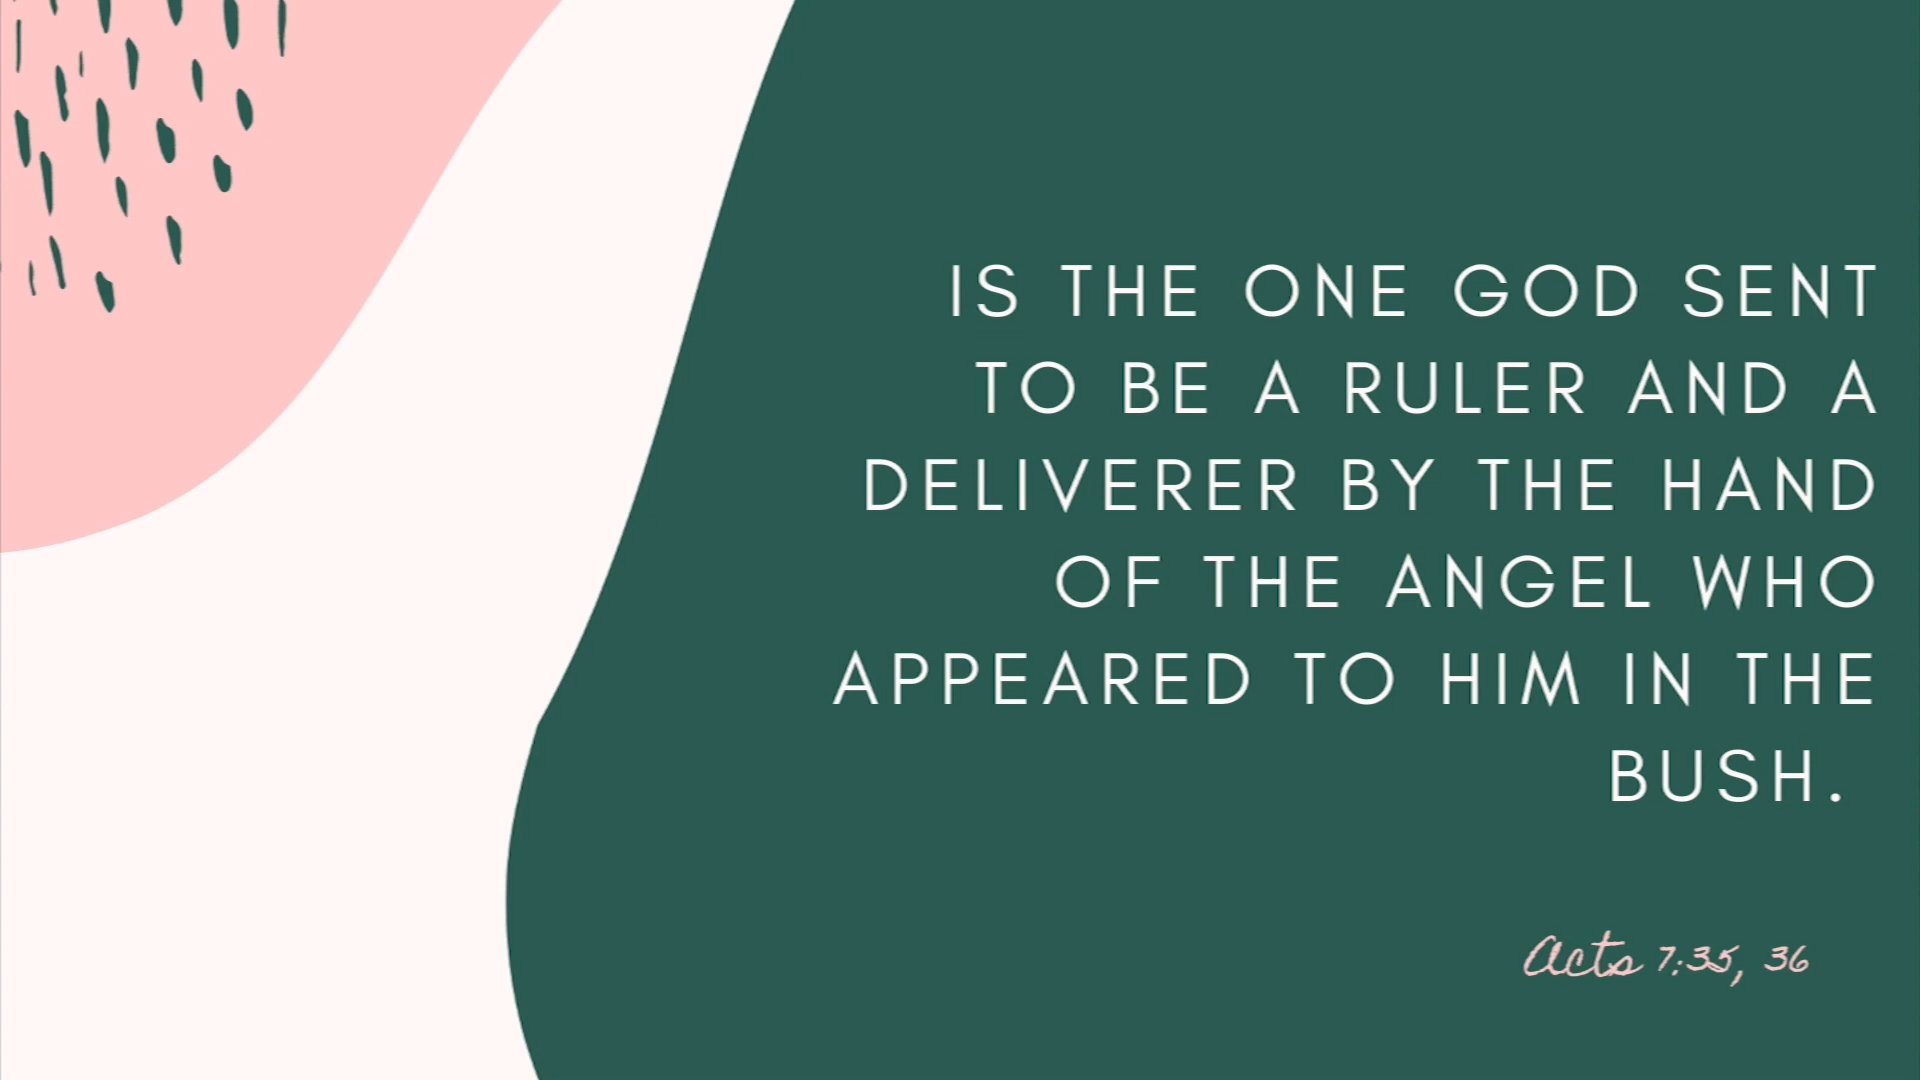 IS THE ONE GOD SENT
TO BE A RULER AND A
DELIVERER BY THE HAND
OF THE ANGEL WHO
APPEARED TO HIM IN THE
BUSH.
Acts 7:35, 36